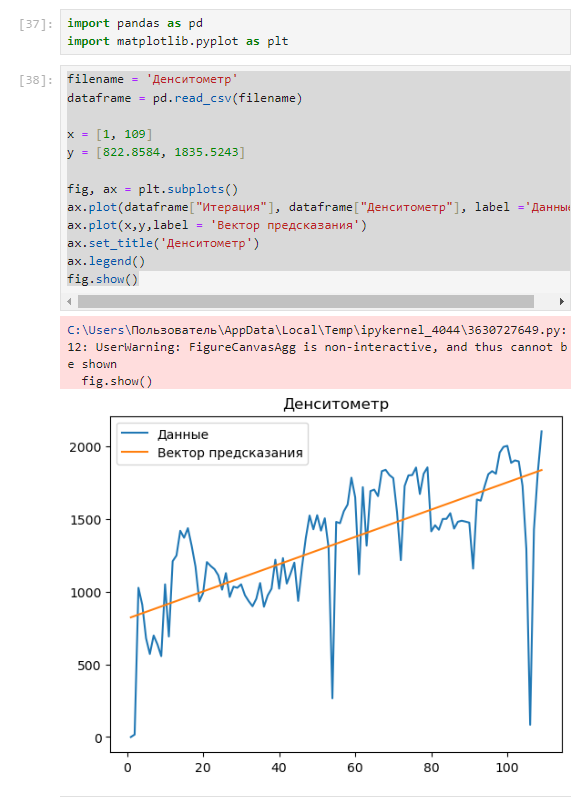 [37]:
import pandas as pd
import matplotlib.pyplot as plt
[38]:
filename = 'Денситометр'
dataframe = pd.read_csv(filename)
x = [1, 109]
y = [822.8584, 1835.5243]
fig, ax = plt.subplots()
ax.plot(dataframe["Итерация"], dataframe["Денситометр"], label ='Данные
ax.plot(x,y,label = 'Вектор предсказания')
ax.set_title('Денситометр')
ax.legend()
fig.show()
C:\Users\Пользователь\AppData\Local\Temp\ipykernel_4044\3630727649.py:
12: UserWarning: FigureCanvasAgg is non-interactive, and thus cannot b
e shown
fig.show()
Денситометр
Данные
Вектор предсказания
2000
1500
1000
500
0
0 20 40 60 80 100